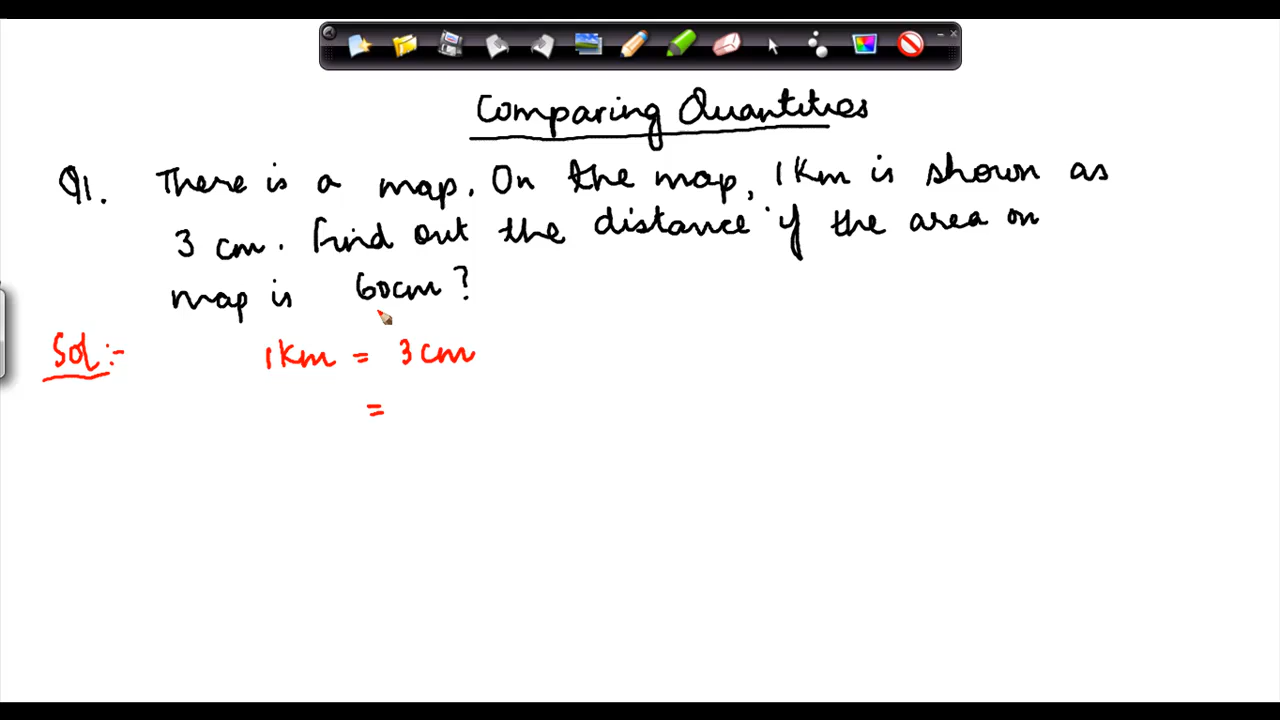 Comparing Quantities
Q1. There is a map. On the map, 1Km is shown as
3 cm. Find out the distance if the area on
map is 60cm?
Sol:- 1Km = 3cm
=